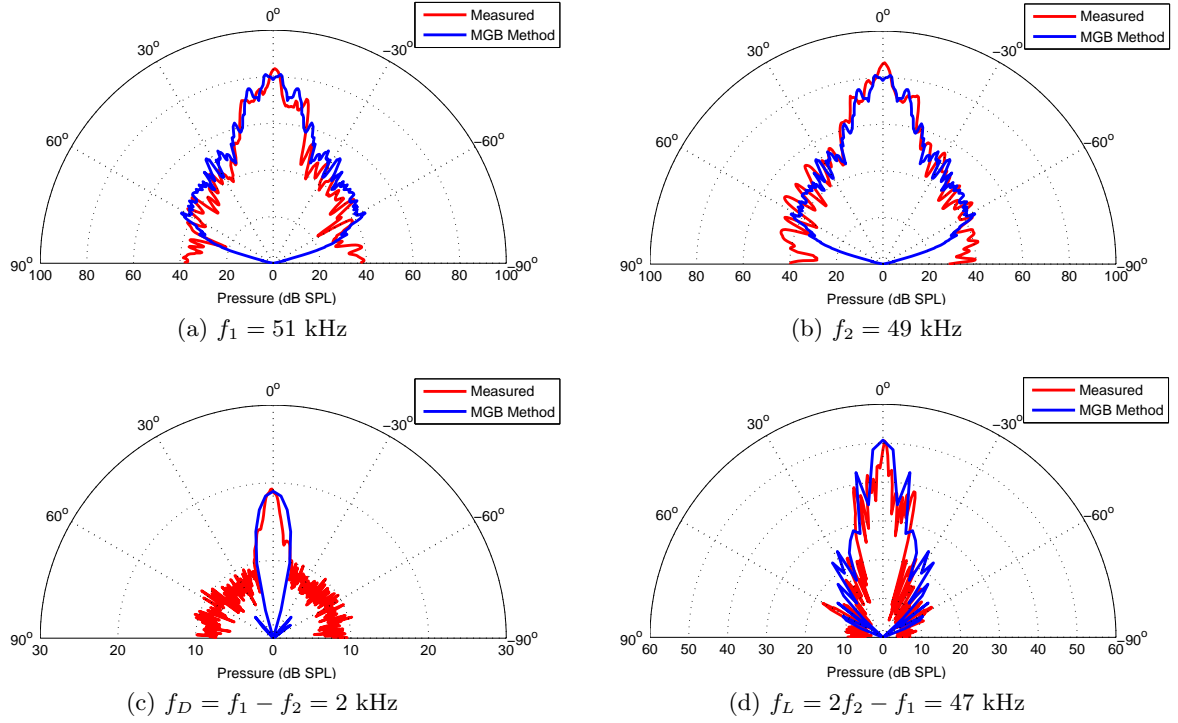 Measured
MGB Method
0°
30°
−30°
60°
−60°
90°
−90°
100 80 60 40 20 0 20 40 60 80 100
Pressure (dB SPL)
(a) f1 = 51 kHz
Measured
MGB Method
0°
30°
−30°
60°
−60°
90°
−90°
100 80 60 40 20 0 20 40 60 80 100
Pressure (dB SPL)
(b) f2 = 49 kHz
Measured
MGB Method
0°
30°
−30°
60°
−60°
90°
−90°
30 20 10 0 10 20 30
Pressure (dB SPL)
(c) fD = f1 − f2 = 2 kHz
Measured
MGB Method
0°
30°
−30°
60°
−60°
90°
−90°
60 50 40 30 20 10 0 10 20 30 40 50 60
Pressure (dB SPL)
(d) fL = 2f2 − f1 = 47 kHz